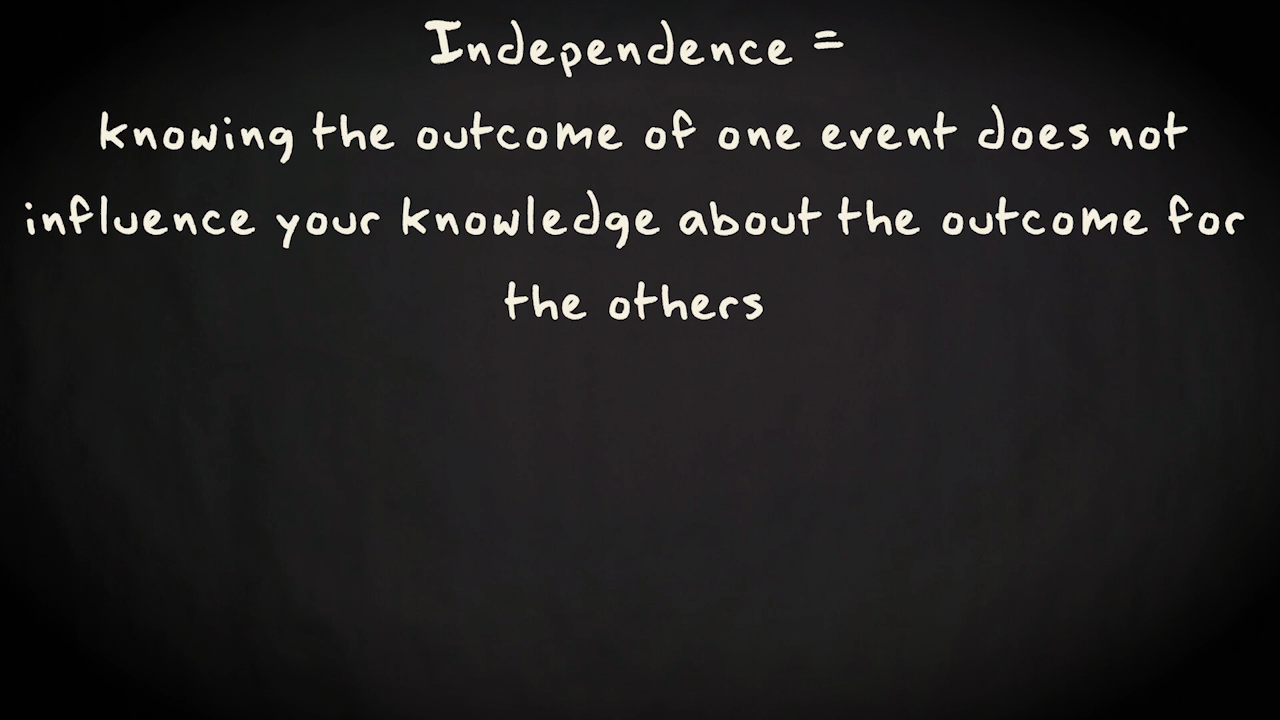 Independence =
knowing the outcome of one event does not
influence your knowledge about the outcome for
the others